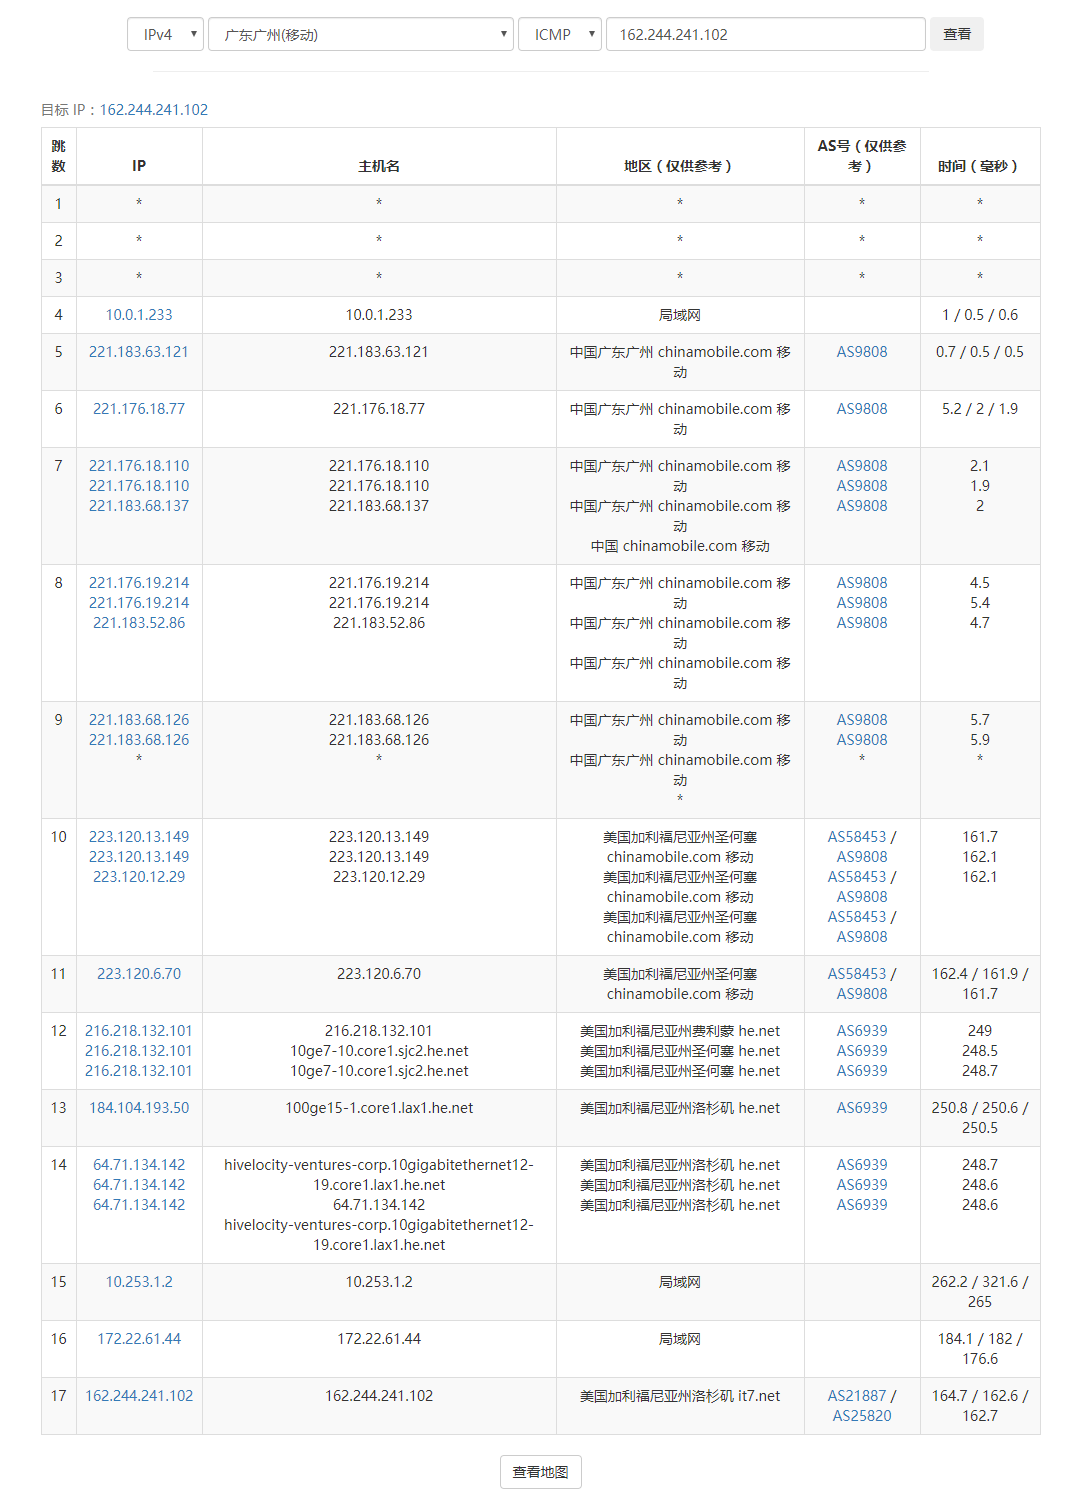 IPv4 广东广州(移动) ICMP 162.244.241.102 查看
目标 IP：162.244.241.102
跳数 IP 主机名 地区（仅供参考） AS号（仅供参考） 时间（毫秒）
1 * * * * *
2 * * * * *
3 * * * * *
4 10.0.1.233 10.0.1.233 局域网 1 / 0.5 / 0.6
5 221.183.63.121 221.183.63.121 中国广东广州 chinamobile.com 移 AS9808 0.7 / 0.5 / 0.5
动
6 221.176.18.77 221.176.18.77 中国广东广州 chinamobile.com 移 AS9808 5.2 / 2 / 1.9
动
7 221.176.18.110 221.176.18.110 中国广东广州 chinamobile.com 移 AS9808 2.1
221.176.18.110 221.176.18.110 动 AS9808 1.9
221.183.68.137 221.183.68.137 中国广东广州 chinamobile.com 移 AS9808 2
动
中国 chinamobile.com 移动
8 221.176.19.214 221.176.19.214 中国广东广州 chinamobile.com 移 AS9808 4.5
221.176.19.214 221.176.19.214 动 AS9808 5.4
221.183.52.86 221.183.52.86 中国广东广州 chinamobile.com 移 AS9808 4.7
动
中国广东广州 chinamobile.com 移
动
9 221.183.68.126 221.183.68.126 中国广东广州 chinamobile.com 移 AS9808 5.7
221.183.68.126 221.183.68.126 动 AS9808 5.9
* * 中国广东广州 chinamobile.com 移 * *
动
*
10 223.120.13.149 223.120.13.149 美国加利福尼亚州圣何塞 AS58453 / 161.7
223.120.13.149 223.120.13.149 chinamobile.com 移动 AS9808 162.1
223.120.12.29 223.120.12.29 美国加利福尼亚州圣何塞 AS58453 / 162.1
chinamobile.com 移动 AS9808
美国加利福尼亚州圣何塞 AS58453 /
chinamobile.com 移动 AS9808
11 223.120.6.70 223.120.6.70 美国加利福尼亚州圣何塞 AS58453 / 162.4 / 161.9 /
chinamobile.com 移动 AS9808 161.7
12 216.218.132.101 216.218.132.101 美国加利福尼亚州费利蒙 he.net AS6939 249
216.218.132.101 10ge7-10.core1.sjc2.he.net 美国加利福尼亚州圣何塞 he.net AS6939 248.5
216.218.132.101 10ge7-10.core1.sjc2.he.net 美国加利福尼亚州圣何塞 he.net AS6939 248.7
13 184.104.193.50 100ge15-1.core1.lax1.he.net 美国加利福尼亚州洛杉矶 he.net AS6939 250.8 / 250.6 /
250.5
14 64.71.134.142 hivelocity-ventures-corp.10gigabitethernet12- 美国加利福尼亚州洛杉矶 he.net AS6939 248.7
64.71.134.142 19.core1.lax1.he.net 美国加利福尼亚州洛杉矶 he.net AS6939 248.6
64.71.134.142 64.71.134.142 美国加利福尼亚州洛杉矶 he.net AS6939 248.6
hivelocity-ventures-corp.10gigabitethernet12-
19.core1.lax1.he.net
15 10.253.1.2 10.253.1.2 局域网 262.2 / 321.6 /
265
16 172.22.61.44 172.22.61.44 局域网 184.1 / 182 /
176.6
17 162.244.241.102 162.244.241.102 美国加利福尼亚州洛杉矶 it7.net AS21887 / 164.7 / 162.6 /
AS25820 162.7
查看地图